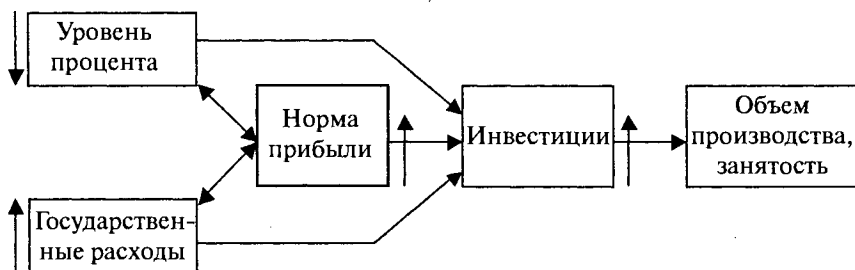 Уровень
процента
Норма
прибыли
Инвестиции
Объем
производства,
занятость
Государствен-
ные расходы